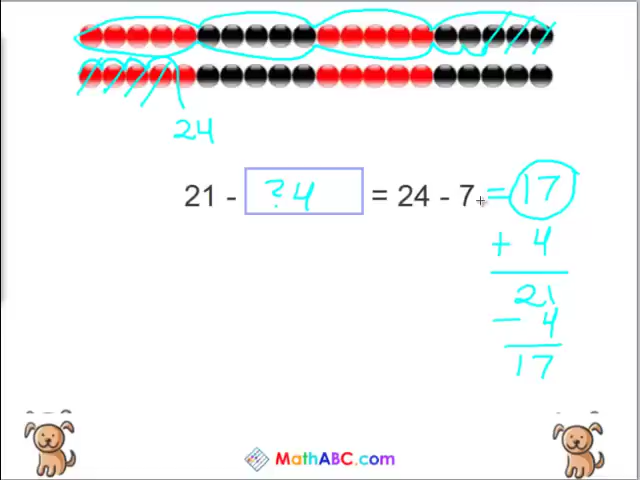 24
21 - ? 4 = 24 - 7 = 17
+ 4
21
- 4
17
MathABC.com